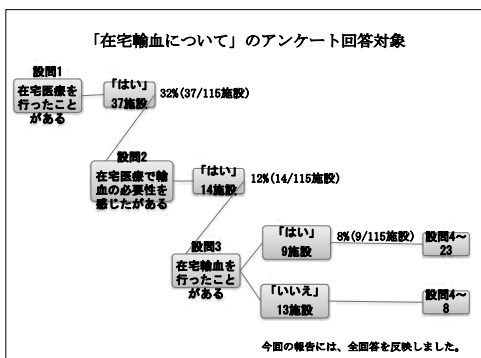 「在宅輸血について」のアンケート回答対象
設問1
在宅医療を
行ったこと
がある
「はい」
37施設
32%(37/115施設)
設問2
在宅医療で輸
血の必要性を
感じたがある
「はい」
14施設
12%(14/115施設)
設問3
在宅輸血を
行ったこと
がある
「はい」
9施設
8%(9/115施設)
設問4～
23
「いいえ」
13施設
設問4～
8
今回の報告には、全回答を反映しました。